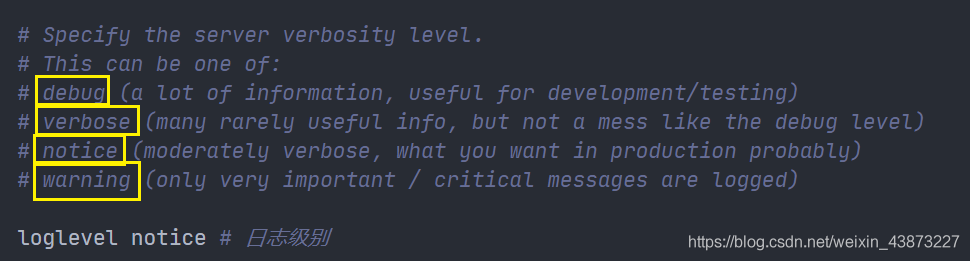 # Specify the server verbosity level.
# This can be one of:
# debug (a lot of information, useful for development/testing)
# verbose (many rarely useful info, but not a mess like the debug level)
# notice (moderately verbose, what you want in production probably)
# warning (only very important / critical messages are logged)
loglevel notice # 日志级别
https://blog.csdn.net/weixin_43873227